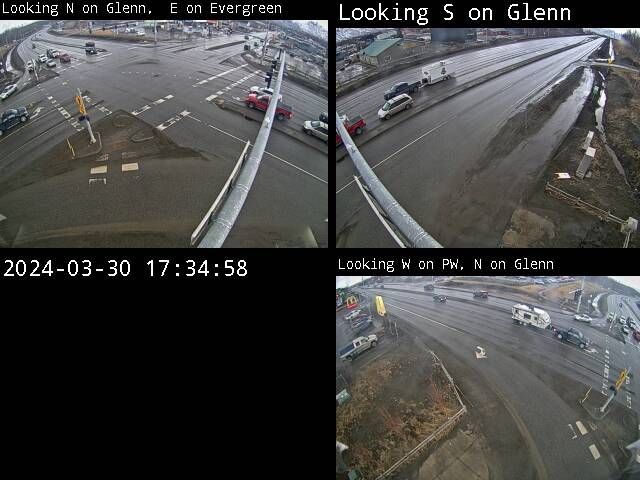 Looking N on Glenn,  E on Evergreen
Looking S on Glenn
2024-03-30 17:34:58
Looking W on PW, N on Glenn